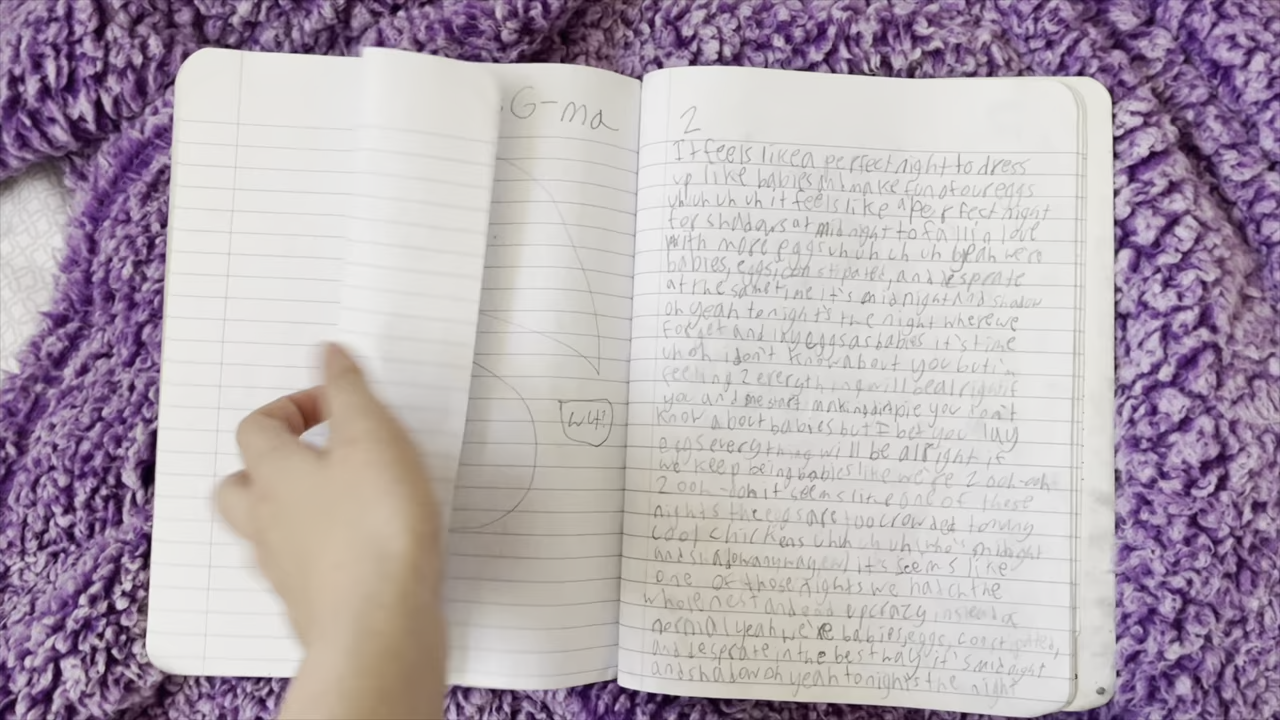 G-ma
wut?
2
It feels like a perfect night to dress
up like babies and make fun of our eggs
uh uh uh uh it feels like a perfect night
for shadows at midnight to fall in love
with more eggs uh uh uh uh yeah we're
babies, eggs, constipated, and desprate
at the same time it's midnight and shadow
oh yeah tonight's the night where we
forget and lay eggs as babies it's time
uh oh i don't know about you but i'm
feeling 2 everything will be alright if
you and me start making pie you don't
know about babies but I bet you lay
eggs everything will be alright if
we keep being babies like we're 2 ooh-ooh
2 ooh-ooh it seems like one of those
nights the eggs are too crowded to many
cool chickens uh uh uh uh who's midnight
and shadow anyway ew it's seems like
one of those nights we hatch the
whole nest and end up crazy instead of
normal yeah we're babies, eggs,
and desperate in the best way it's midnight
and shadow oh yeah tonight's the night